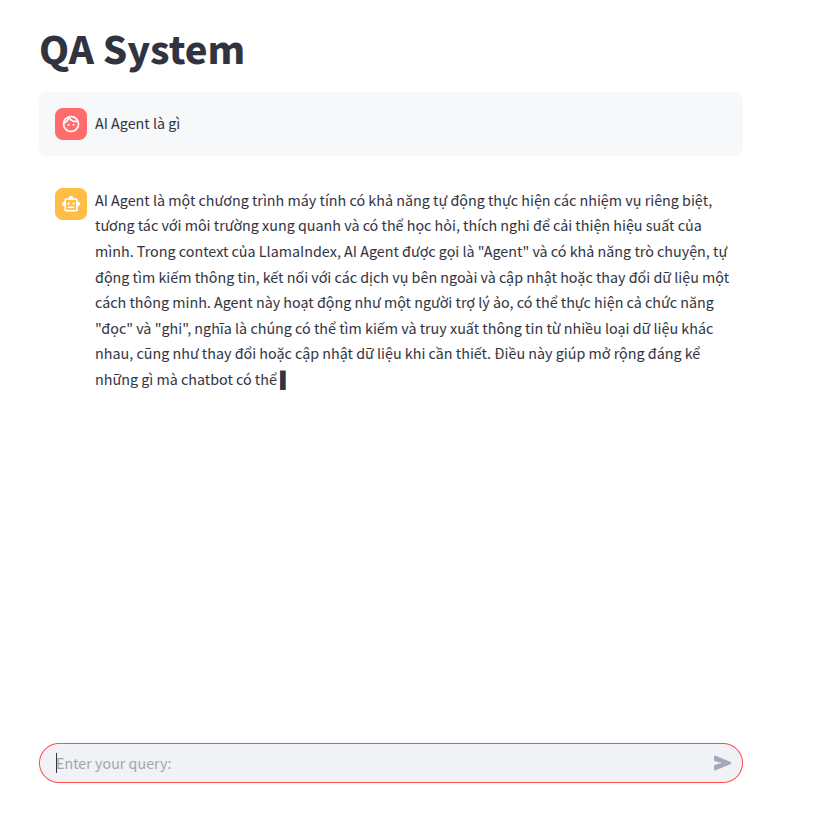 QA System
AI Agent là gì
AI Agent là một chương trình máy tính có khả năng tự động thực hiện các nhiệm vụ riêng biệt,
tương tác với môi trường xung quanh và có thể học hỏi, thích nghi để cải thiện hiệu suất của
mình. Trong context của LlamaIndex, AI Agent được gọi là "Agent" và có khả năng trò chuyện, tự
động tìm kiếm thông tin, kết nối với các dịch vụ bên ngoài và cập nhật hoặc thay đổi dữ liệu một
cách thông minh. Agent này hoạt động như một người trợ lý ảo, có thể thực hiện cả chức năng
"đọc" và "ghi", nghĩa là chúng có thể tìm kiếm và truy xuất thông tin từ nhiều loại dữ liệu khác
nhau, cũng như thay đổi hoặc cập nhật dữ liệu khi cần thiết. Điều này giúp mở rộng đáng kể
những gì mà chatbot có thể
Enter your query: